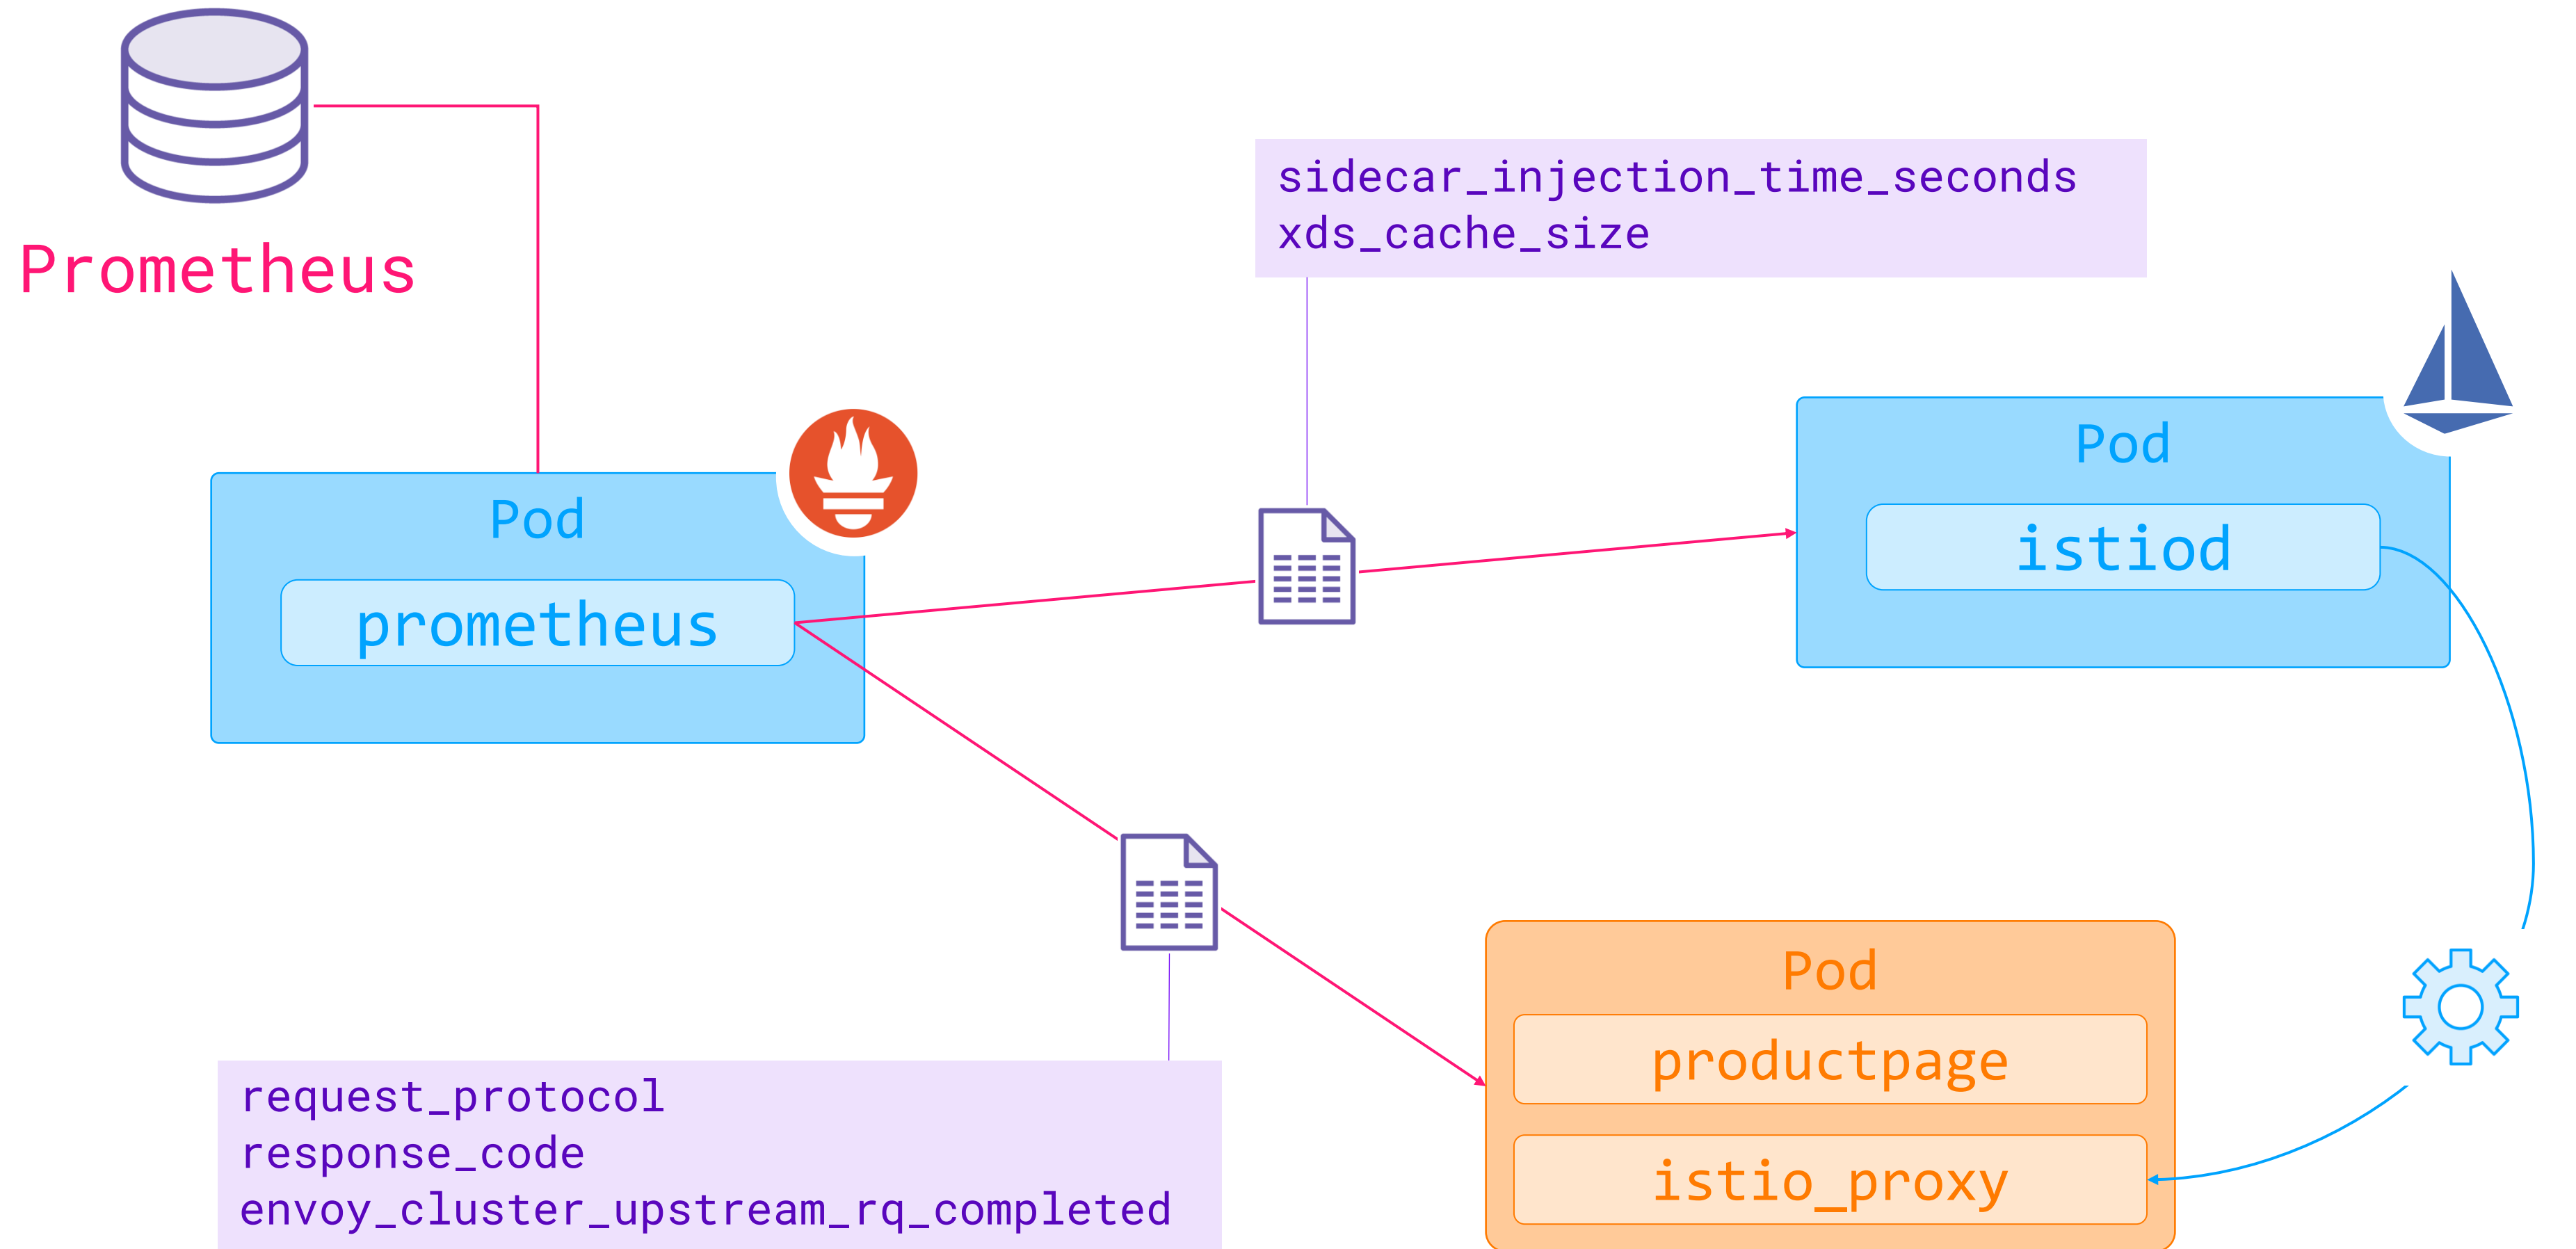 Prometheus
sidecar_injection_time_seconds
xds_cache_size
Pod
prometheus
Pod
istiod
request_protocol
response_code
envoy_cluster_upstream_rq_completed
Pod
productpage
istio_proxy